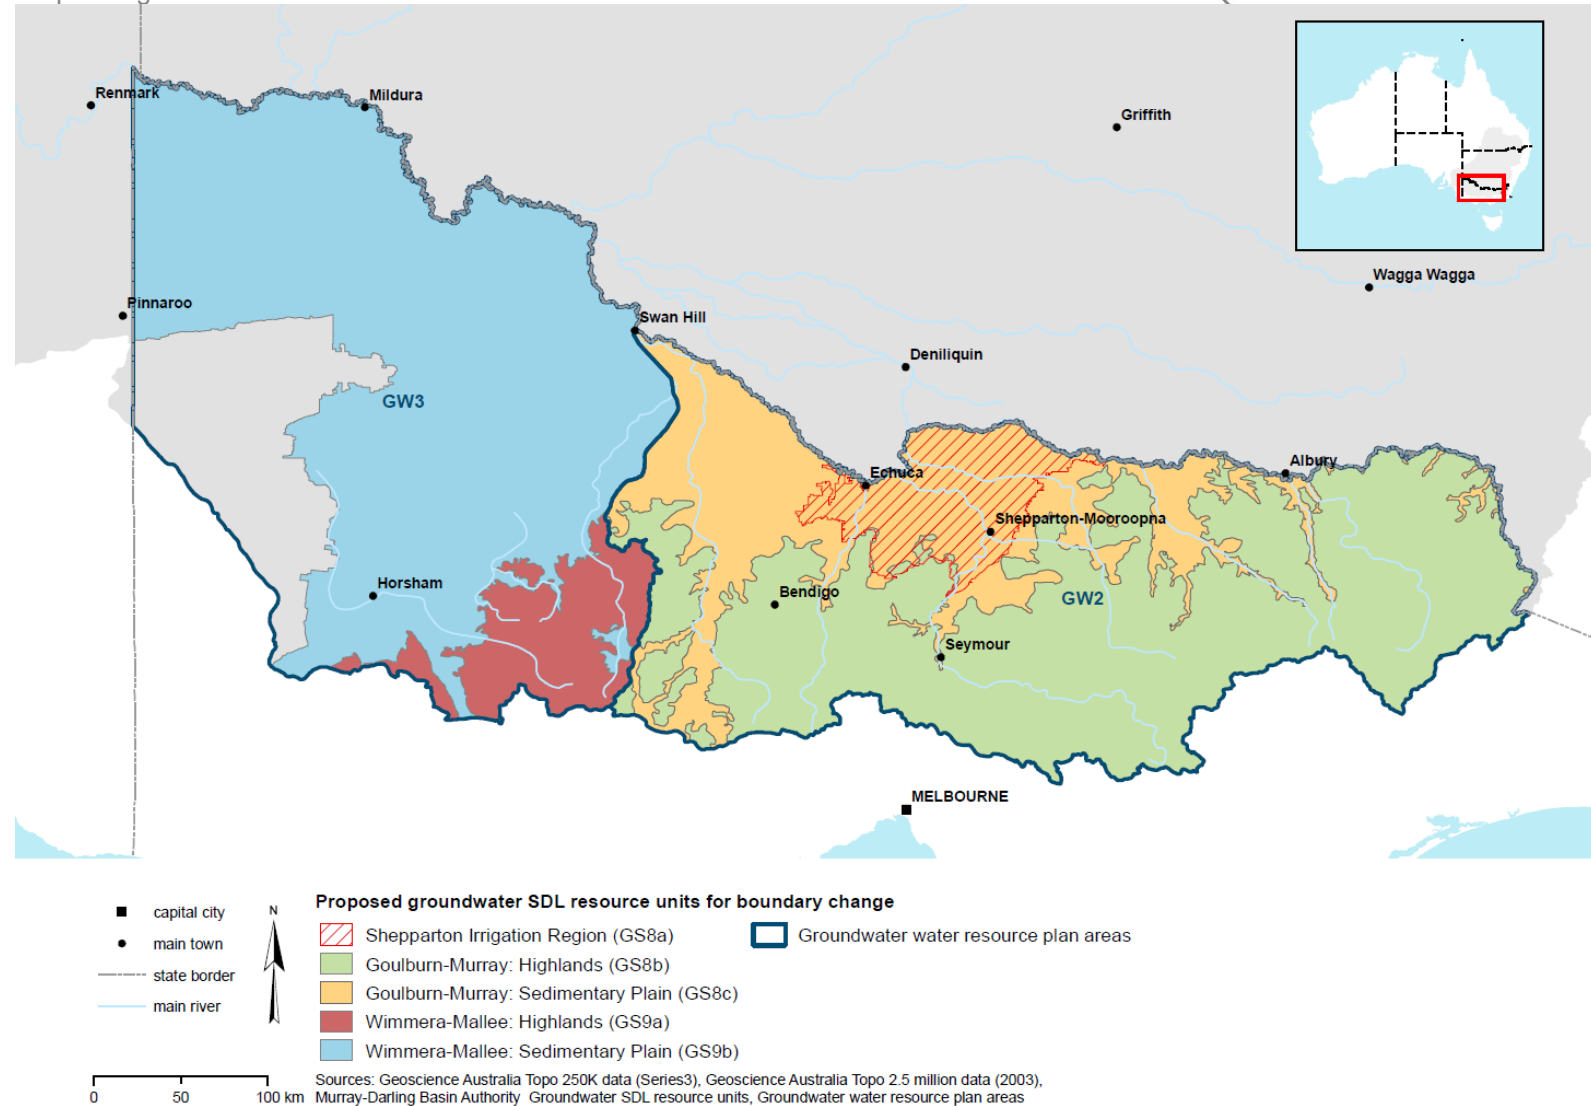 Renmark
Mildura
Griffith
Wagga Wagga
Pinnaroo
Swan Hill
Deniliquin
GW3
Echuca
Albury
Shepparton-Mooroopna
Horsham
Bendigo
GW2
Seymour
MELBOURNE
capital city
main town
state border
main river
N
Proposed groundwater SDL resource units for boundary change
Shepparton Irrigation Region (GS8a)
Groundwater water resource plan areas
Goulburn-Murray: Highlands (GS8b)
Goulburn-Murray: Sedimentary Plain (GS8c)
Wimmera-Mallee: Highlands (GS9a)
Wimmera-Mallee: Sedimentary Plain (GS9b)
0 50 100 km
Sources: Geoscience Australia Topo 250K data (Series3), Geoscience Australia Topo 2.5 million data (2003),
Murray-Darling Basin Authority Groundwater SDL resource units, Groundwater water resource plan areas